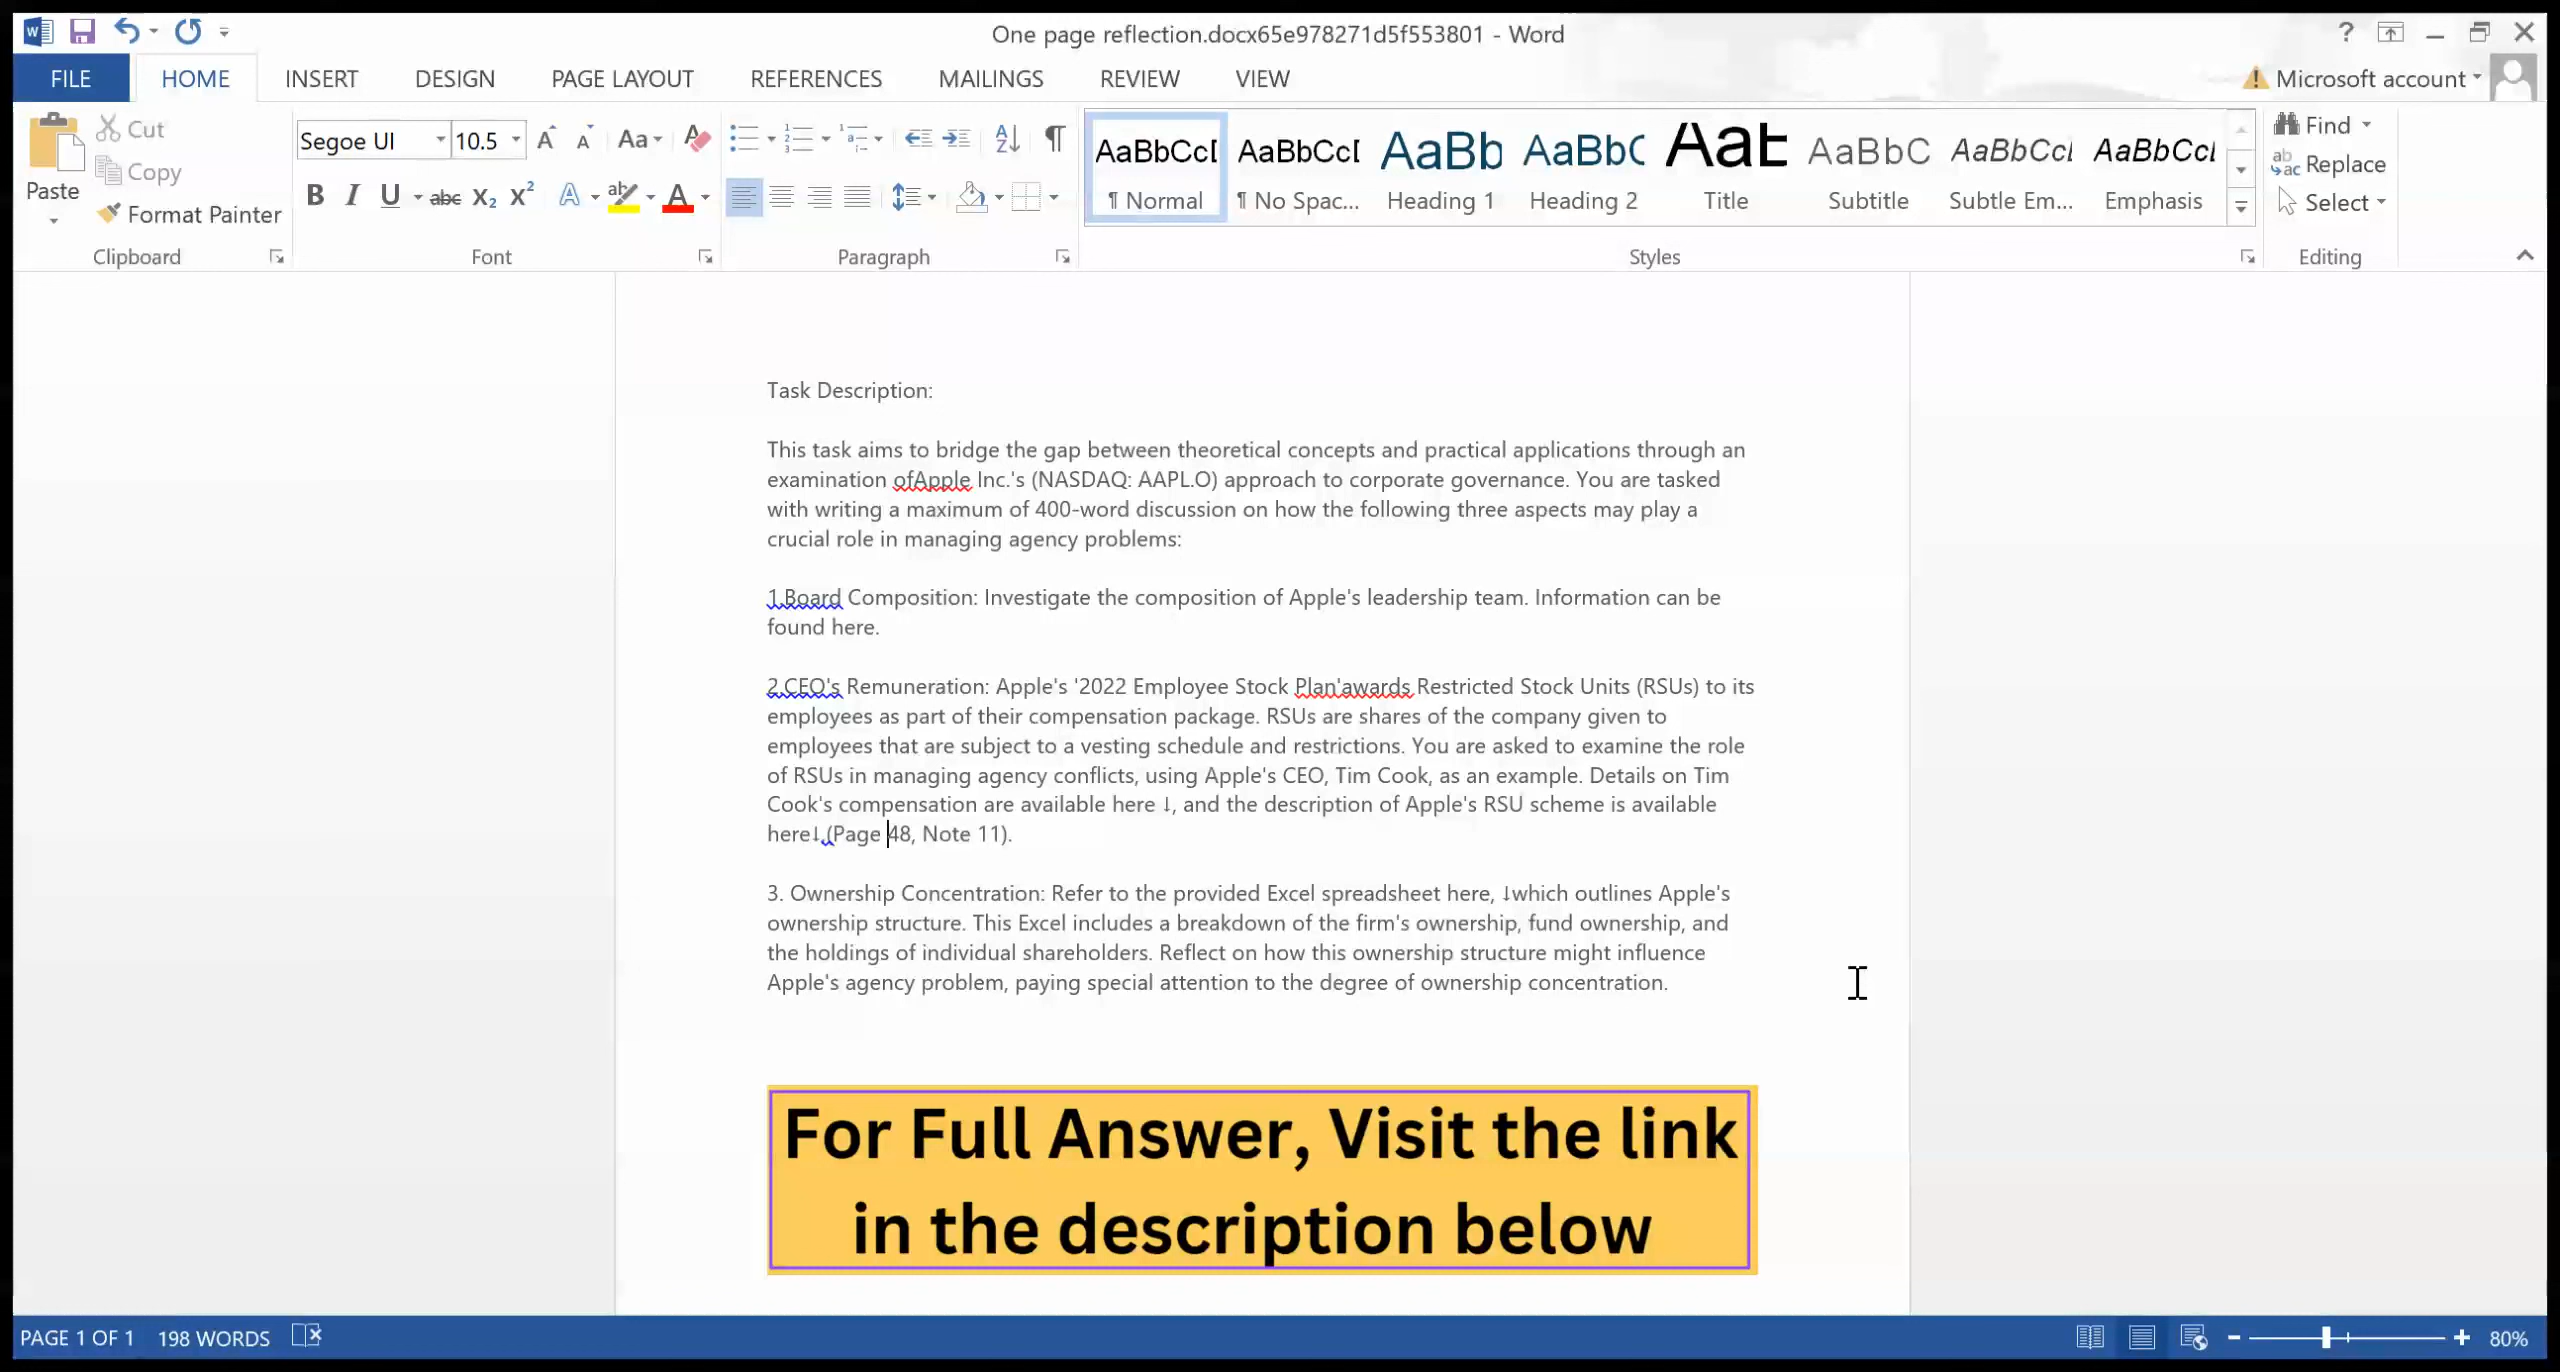 One page reflection.docx65e978271d5f553801 - Word
?
FILE HOME INSERT DESIGN PAGE LAYOUT REFERENCES MAILINGS REVIEW VIEW Microsoft account
Paste Cut
Copy
Format Painter
Clipboard
Segoe UI 10.5 Aa
B I U abc X₂ X² A ab A
Font
Paragraph
AaBbCcD AaBbCcD AaBb AaBbC AaB AaBbC AaBbCcD AaBbCcD
¶ Normal ¶ No Spac... Heading 1 Heading 2 Title Subtitle Subtle Em... Emphasis
Styles
Find
Replace
Select
Editing
Task Description:
This task aims to bridge the gap between theoretical concepts and practical applications through an
examination ofApple Inc.'s (NASDAQ: AAPL.O) approach to corporate governance. You are tasked
with writing a maximum of 400-word discussion on how the following three aspects may play a
crucial role in managing agency problems:
1.Board Composition: Investigate the composition of Apple's leadership team. Information can be
found here.
2.CEO's Remuneration: Apple's '2022 Employee Stock Plan'awards Restricted Stock Units (RSUs) to its
employees as part of their compensation package. RSUs are shares of the company given to
employees that are subject to a vesting schedule and restrictions. You are asked to examine the role
of RSUs in managing agency conflicts, using Apple's CEO, Tim Cook, as an example. Details on Tim
Cook's compensation are available here ↓, and the description of Apple's RSU scheme is available
here↓ (Page 48, Note 11).
3. Ownership Concentration: Refer to the provided Excel spreadsheet here, ↓which outlines Apple's
ownership structure. This Excel includes a breakdown of the firm's ownership, fund ownership, and
the holdings of individual shareholders. Reflect on how this ownership structure might influence
Apple's agency problem, paying special attention to the degree of ownership concentration.
For Full Answer, Visit the link
in the description below
PAGE 1 OF 1 198 WORDS 80%